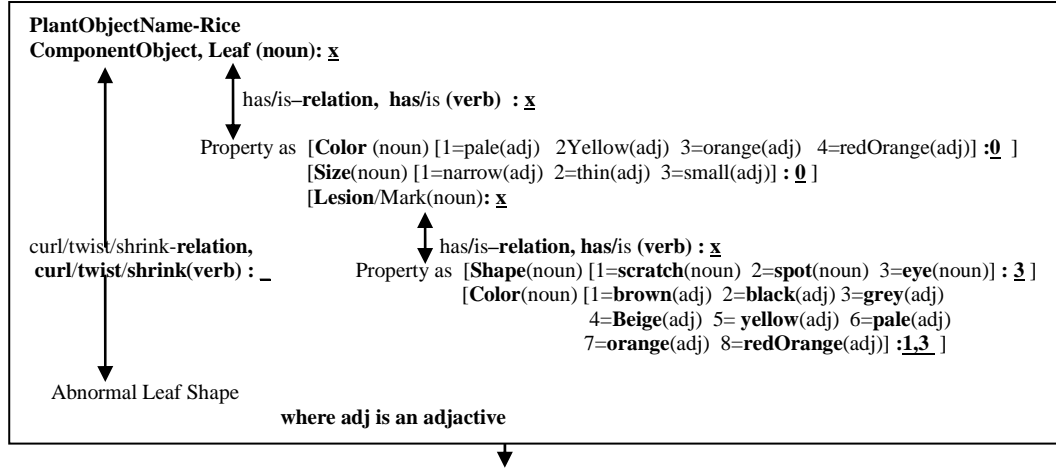 PlantObjectName-Rice
ComponentObject, Leaf (noun): x
has/is–relation, has/is (verb) : x
Property as [Color (noun) [1=pale(adj) 2Yellow(adj) 3=orange(adj) 4=redOrange(adj)] :0 ]
[Size(noun) [1=narrow(adj) 2=thin(adj) 3=small(adj)] : 0 ]
[Lesion/Mark(noun): x
curl/twist/shrink-relation,
has/is–relation, has/is (verb) : x
curl/twist/shrink(verb) : _
Property as [Shape(noun) [1=scratch(noun) 2=spot(noun) 3=eye(noun)] : 3 ]
[Color(noun) [1=brown(adj) 2=black(adj) 3=grey(adj)
4=Beige(adj) 5= yellow(adj) 6=pale(adj)
7=orange(adj) 8=redOrange(adj)] :1,3 ]
Abnormal Leaf Shape
where adj is an adjactive